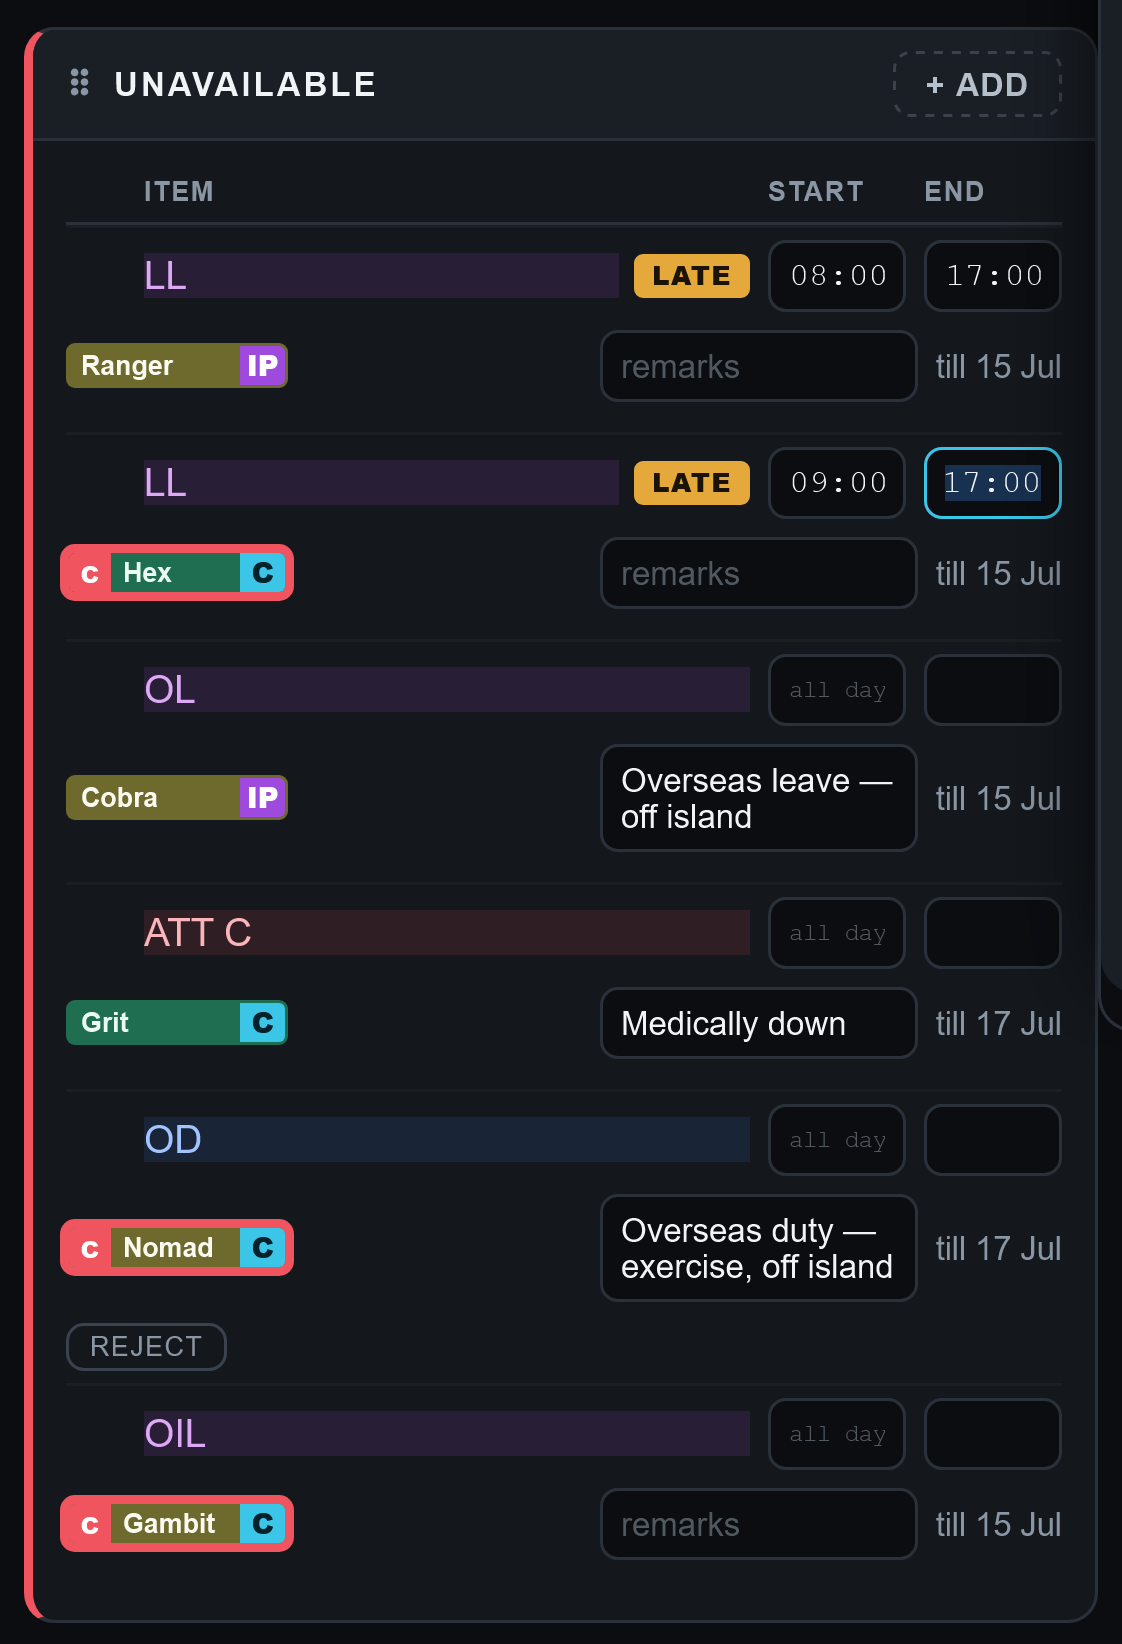 UNAVAILABLE
+ ADD
ITEM START END
LL LATE 08:00 17:00
Ranger IP remarks till 15 Jul
LL LATE 09:00 17:00
c Hex C remarks till 15 Jul
OL all day
Cobra IP Overseas leave — till 15 Jul
off island
ATT C all day
Grit C Medically down till 17 Jul
OD all day
c Nomad C Overseas duty — till 17 Jul
exercise, off island
REJECT
OIL all day
c Gambit C remarks till 15 Jul